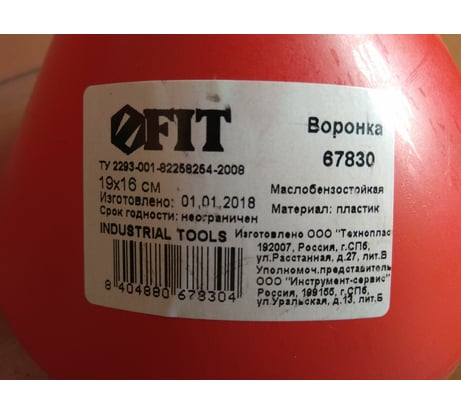 FIT
Воронка
67830
ТУ 2293-001-82258254-2008
19x16 см
Маслобензостойкая
Изготовлено: 01.01.2018
Материал: пластик
Срок годности: неограничен
INDUSTRIAL TOOLS
Изготовлено ООО "Технопласт
192007, Россия, г.СПб,
ул.Расстанная, д.27, лит.В
Уполномоч.представитель
ООО "Инструмент-сервис"
Россия, 199155, г.СПб,
ул.Уральская, д.13, лит.Б
8 404880 678304